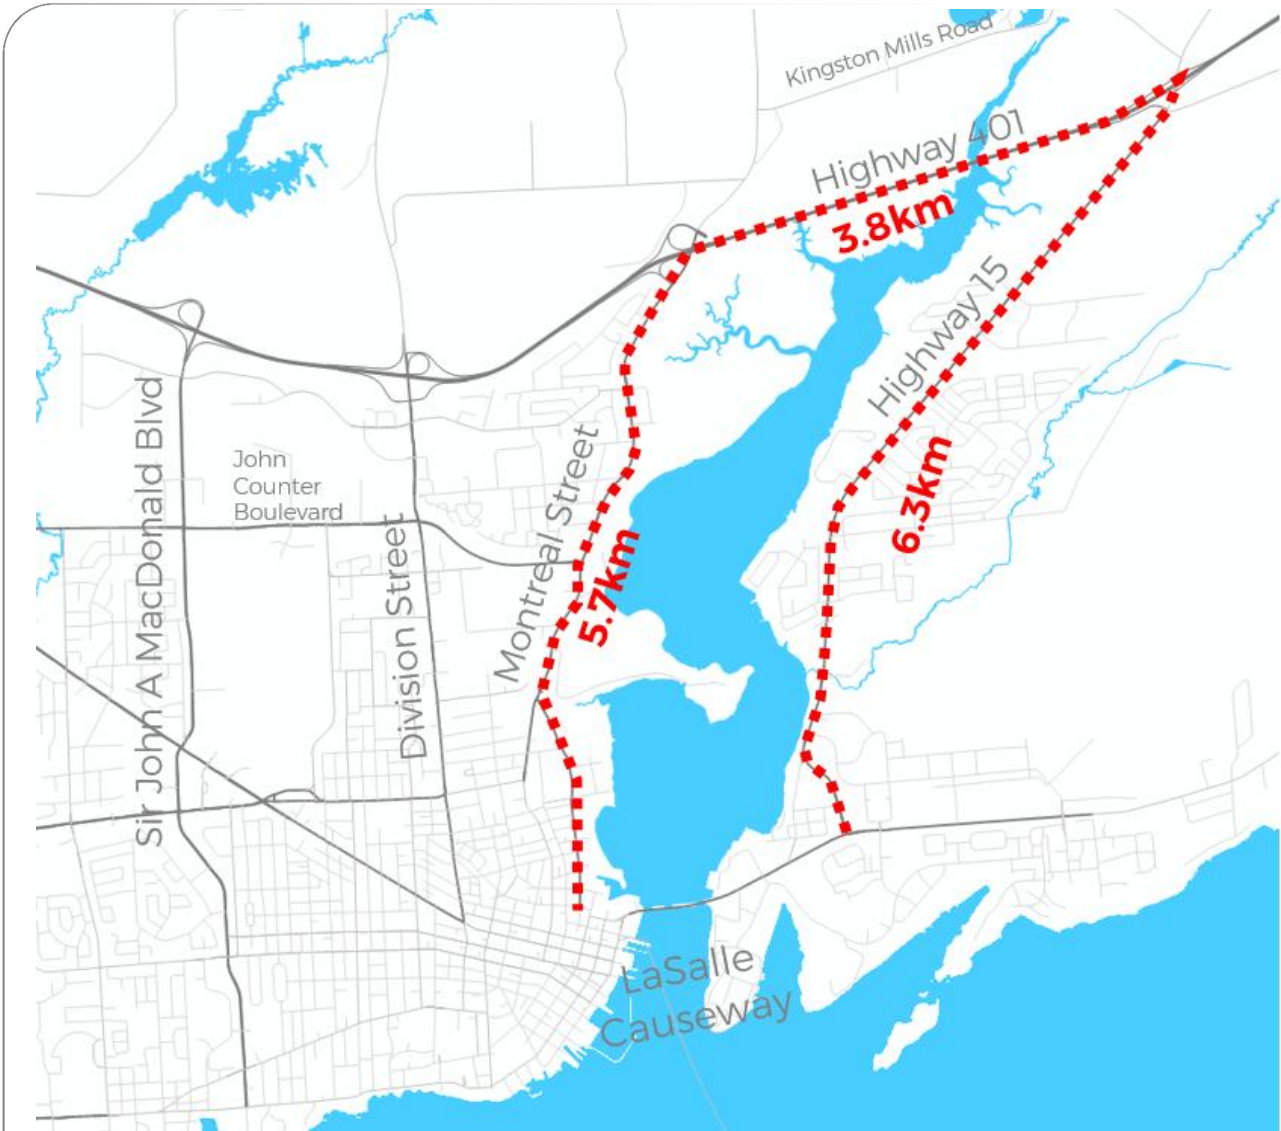 Kingston Mills Road
Highway 401
3.8km
Highway 15
Sir John A MacDonald Blvd
John
Counter
Boulevard
Montreal Street
6.3km
Division Street
5.7km
LaSalle
Causeway